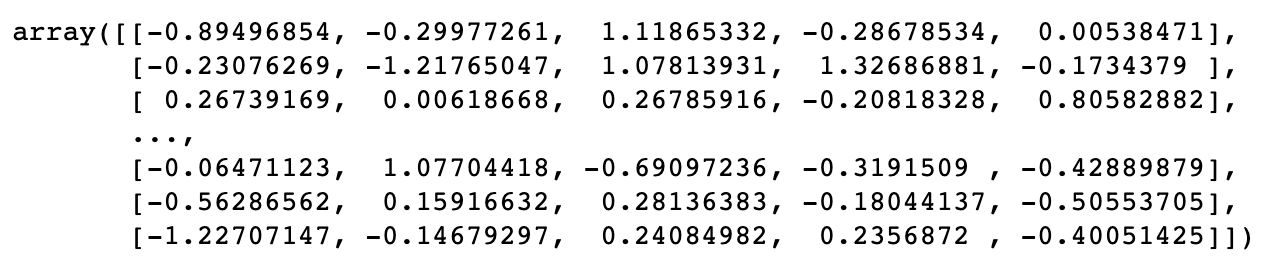 array([[-0.89496854, -0.29977261,  1.11865332, -0.28678534,  0.00538471],
       [-0.23076269, -1.21765047,  1.07813931,  1.32686881, -0.1734379 ],
       [ 0.26739169,  0.00618668,  0.26785916, -0.20818328,  0.80582882],
       ...,
       [-0.06471123,  1.07704418, -0.69097236, -0.3191509 , -0.42889879],
       [-0.56286562,  0.15916632,  0.28136383, -0.18044137, -0.50553705],
       [-1.22707147, -0.14679297,  0.24084982,  0.2356872 , -0.40051425]])